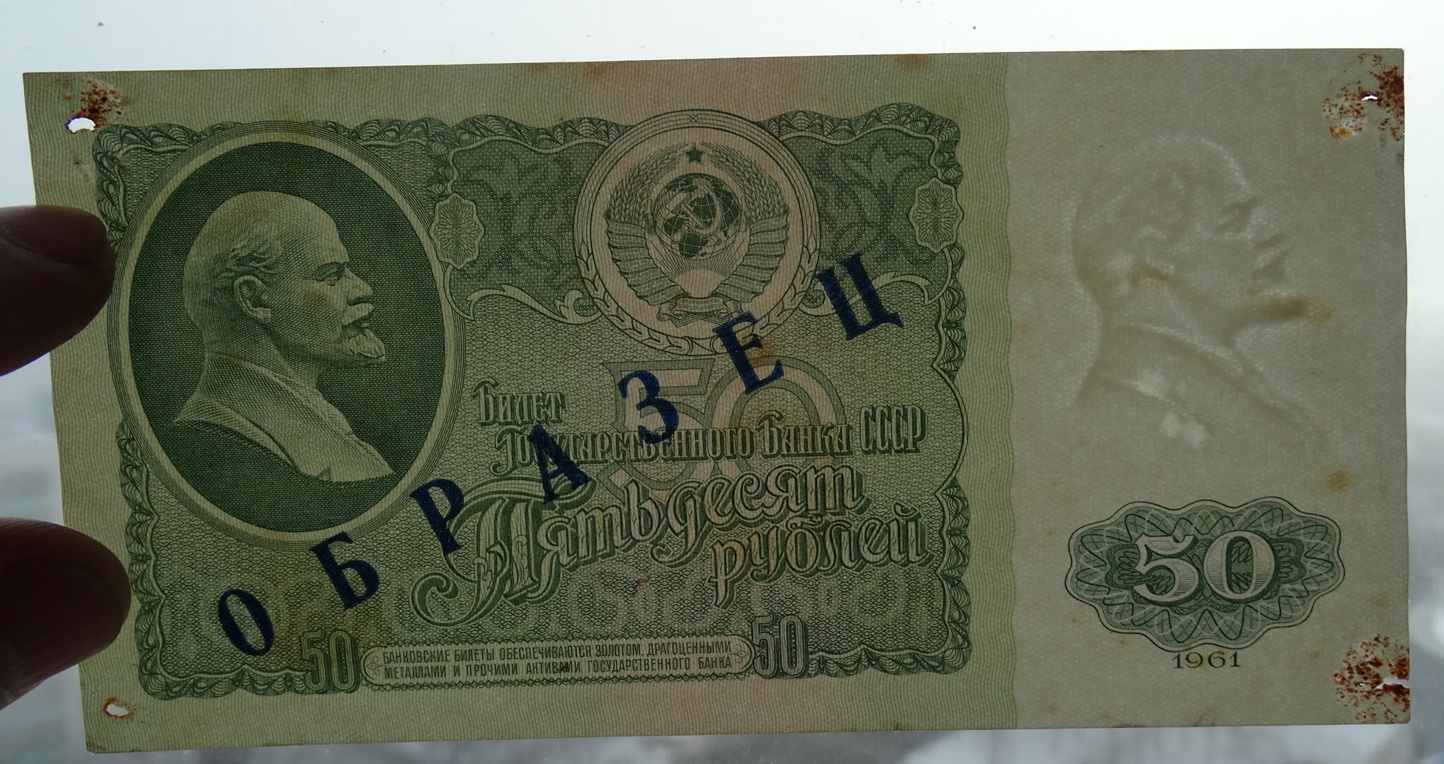 Билет
Государственного Банка СССР
50
Пятьдесят
рублей
ОБРАЗЕЦ
50
БАНКОВСКИЕ БИЛЕТЫ ОБЕСПЕЧИВАЮТСЯ ЗОЛОТОМ, ДРАГОЦЕННЫМИ
МЕТАЛЛАМИ И ПРОЧИМИ АКТИВАМИ ГОСУДАРСТВЕННОГО БАНКА
50
50
1961